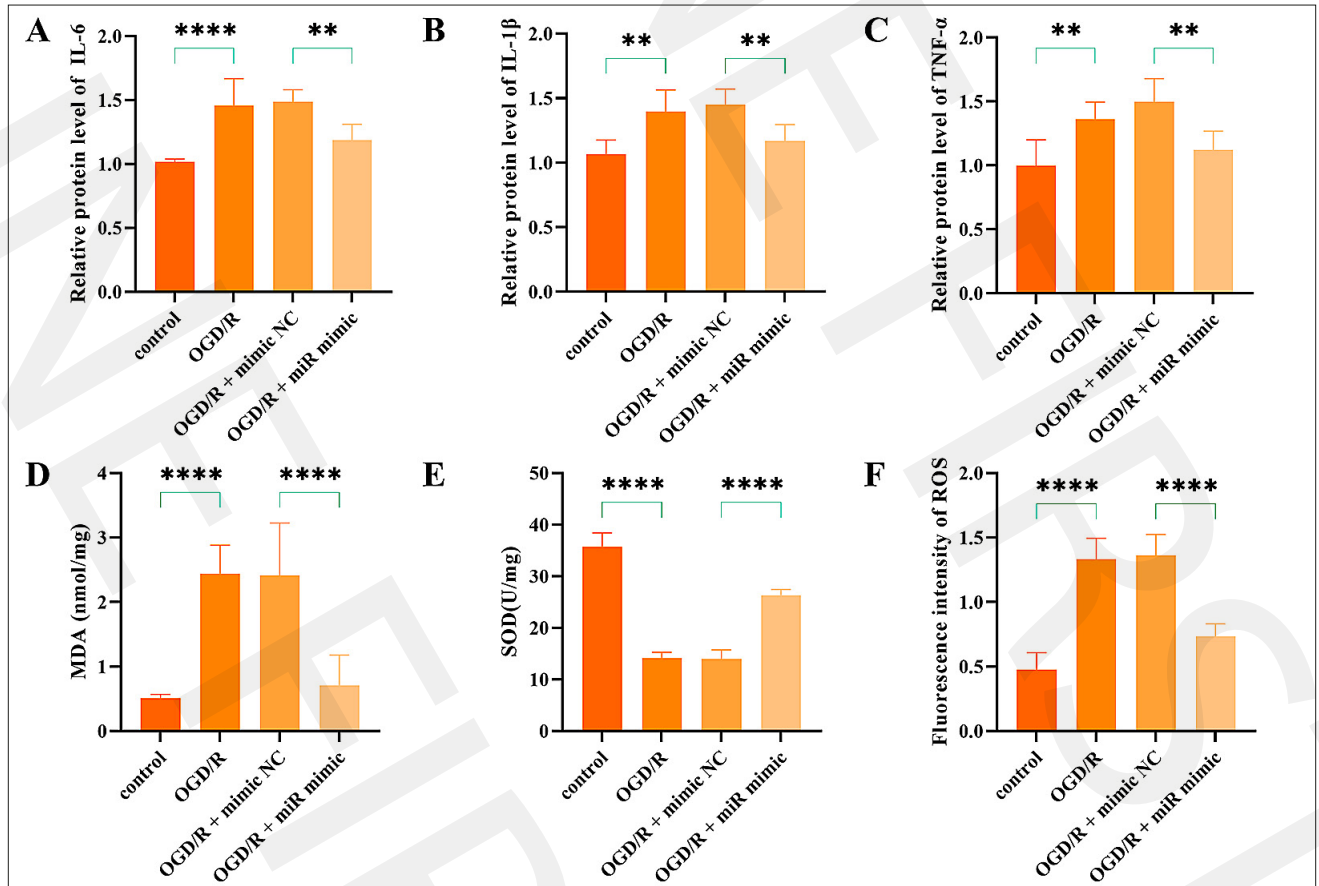 A
Relative protein level of IL-6
2.0
1.5
1.0
0.5
0.0
****
**
control
OGD/R
OGD/R + mimic NC
OGD/R + miR mimic
B
Relative protein level of IL-1β
2.0
1.5
1.0
0.5
0.0
**
**
control
OGD/R
OGD/R + mimic NC
OGD/R + miR mimic
C
Relative protein level of TNF-α
2.0
1.5
1.0
0.5
0.0
**
**
control
OGD/R
OGD/R + mimic NC
OGD/R + miR mimic
D
MDA (nmol/mg)
4
3
2
1
0
****
****
control
OGD/R
OGD/R + mimic NC
OGD/R + miR mimic
E
SOD(U/mg)
50
40
30
20
10
0
****
****
control
OGD/R
OGD/R + mimic NC
OGD/R + miR mimic
F
Fluorescence intensity of ROS
2.0
1.5
1.0
0.5
0.0
****
****
control
OGD/R
OGD/R + mimic NC
OGD/R + miR mimic